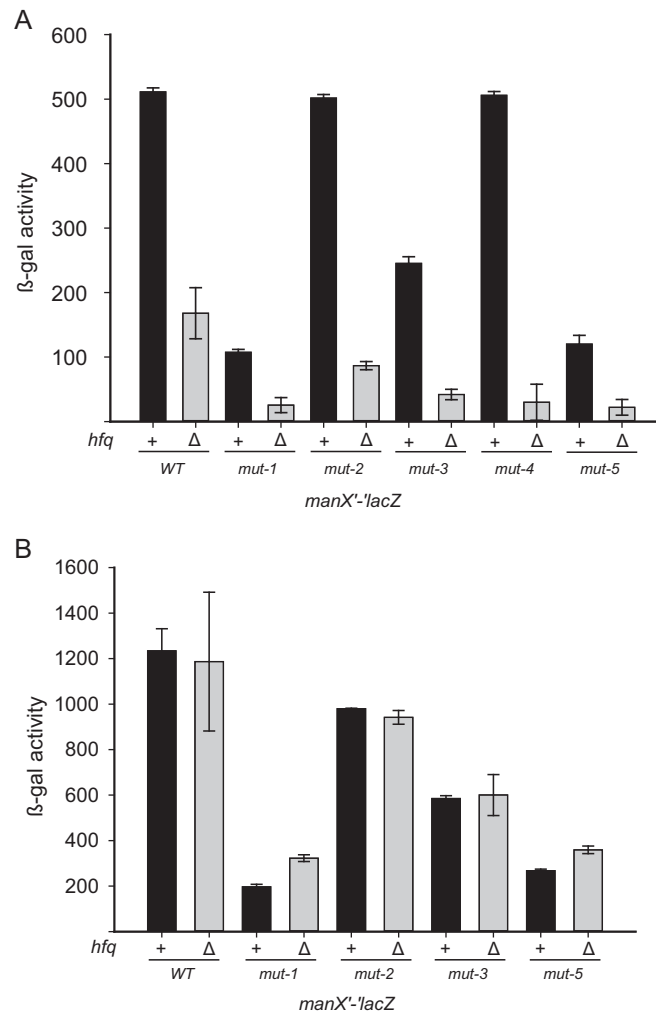 A
600
500
400
300
200
100
ß-gal activity
hfq + Δ + Δ + Δ + Δ + Δ + Δ
WT mut-1 mut-2 mut-3 mut-4 mut-5
manX'-'lacZ
B
1600
1400
1200
1000
800
600
400
200
ß-gal activity
hfq + Δ + Δ + Δ + Δ + Δ
WT mut-1 mut-2 mut-3 mut-5
manX'-'lacZ